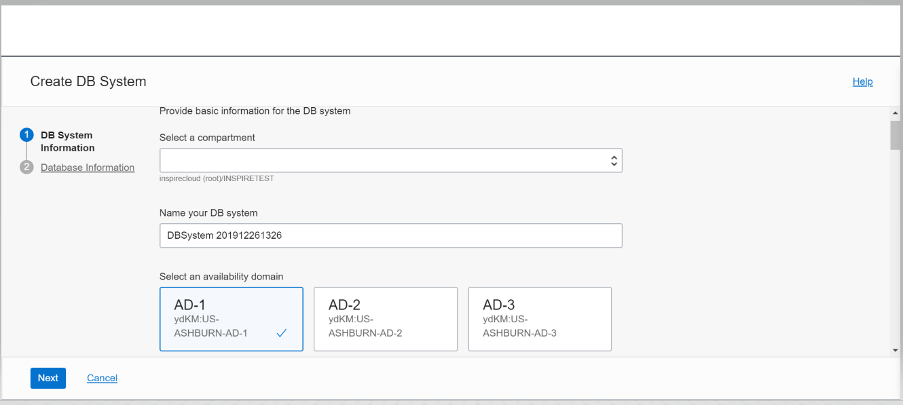 Create DB System
Help
1 DB System
Information
2 Database Information
Provide basic information for the DB system
Select a compartment
inspirecloud (root)/INSPIRETEST
Name your DB system
DBSystem 201912261326
Select an availability domain
AD-1
ydKM:US-
ASHBURN-AD-1
AD-2
ydKM:US-
ASHBURN-AD-2
AD-3
ydKM:US-
ASHBURN-AD-3
Next
Cancel